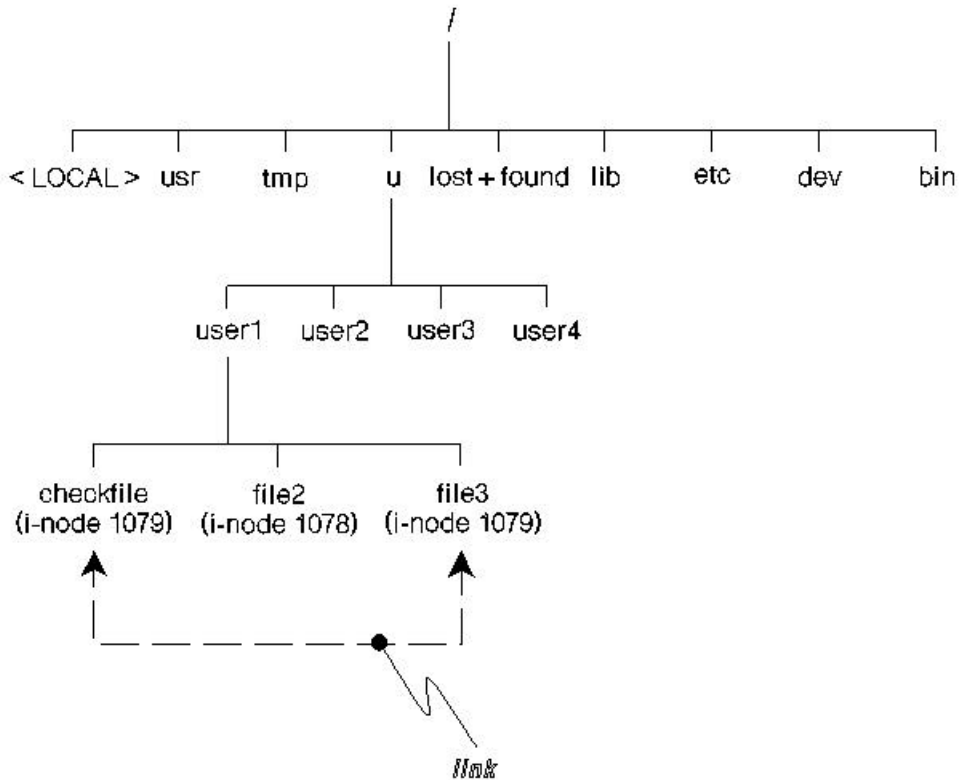 /
<LOCAL> usr tmp u lost+found lib etc dev bin
user1 user2 user3 user4
checkfile file2 file3
(i-node 1079) (i-node 1078) (i-node 1079)
link